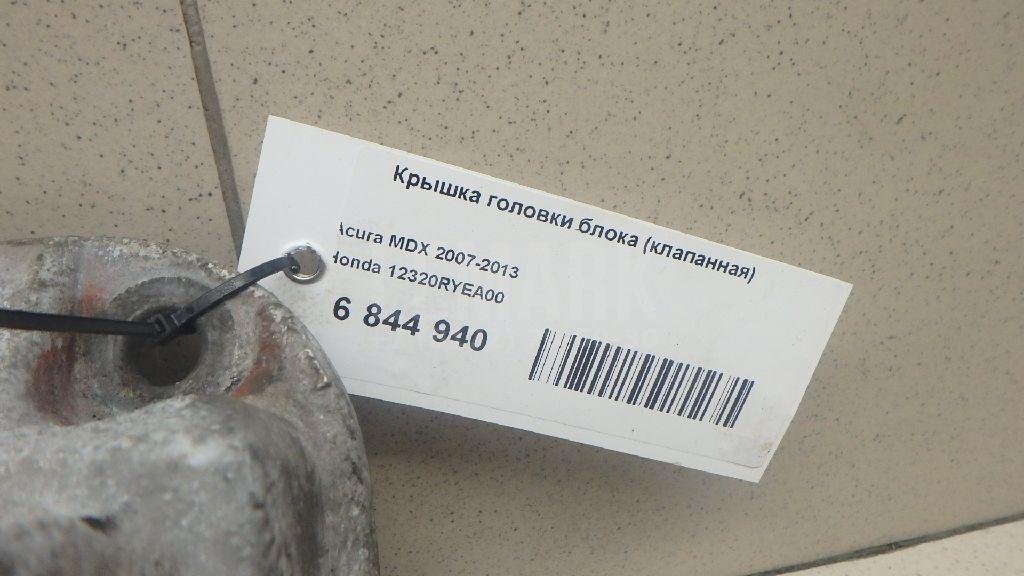 Крышка головки блока (клапанная)
Acura MDX 2007-2013
Honda 12320RYEA00
6 844 940